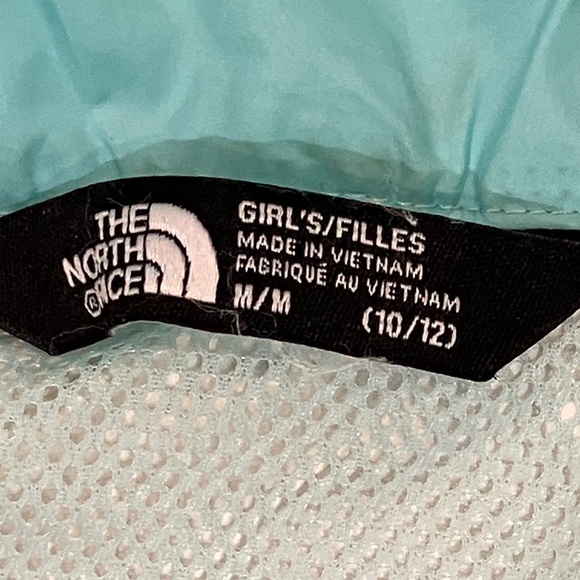 THE
NORTH
FACE®
GIRL'S/FILLES
MADE IN VIETNAM
FABRIQUÉ AU VIETNAM
M/M
(10/12)